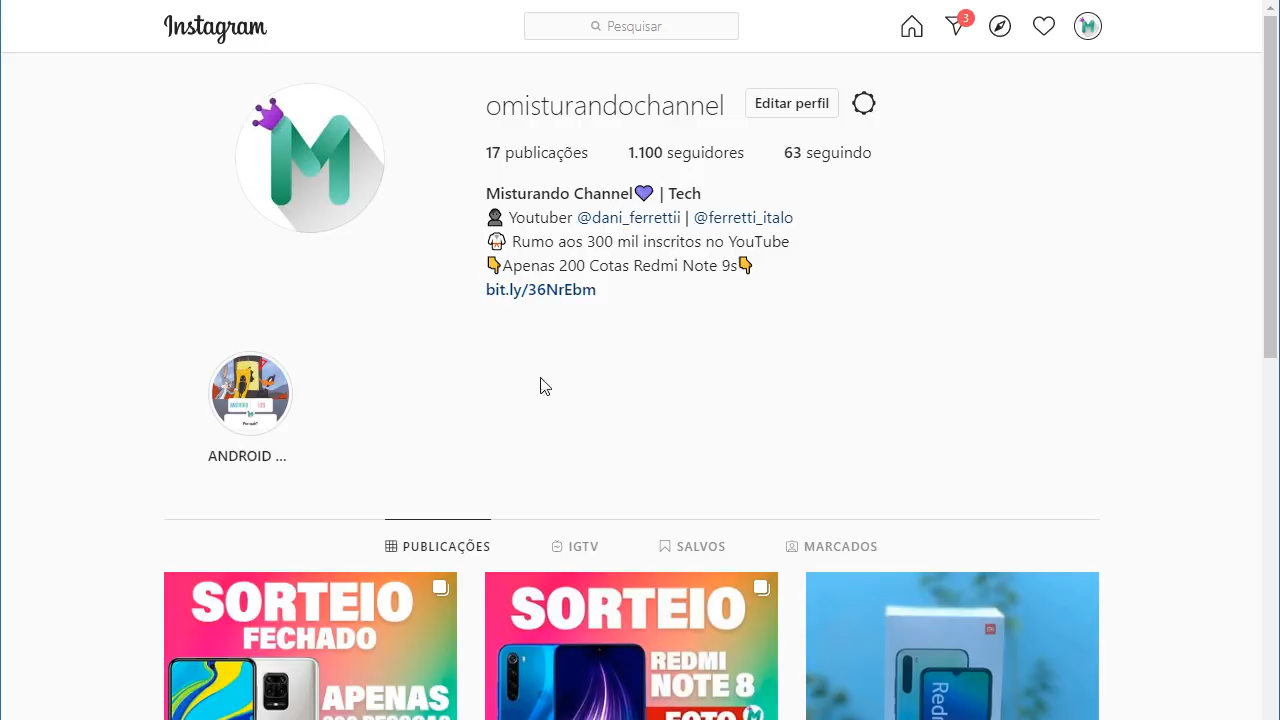 Instagram
Pesquisar
3
omisturandochannel
Editar perfil
17 publicações
1.100 seguidores
63 seguindo
Misturando Channel💜 | Tech
Youtuber @dani_ferrettii | @ferretti_italo
Rumo aos 300 mil inscritos no YouTube
👇Apenas 200 Cotas Redmi Note 9s👇
bit.ly/36NrEbm
ANDROID ...
PUBLICAÇÕES
IGTV
SALVOS
MARCADOS
SORTEIO
FECHADO
APENAS
SORTEIO
REDMI
NOTE 8
FOTO